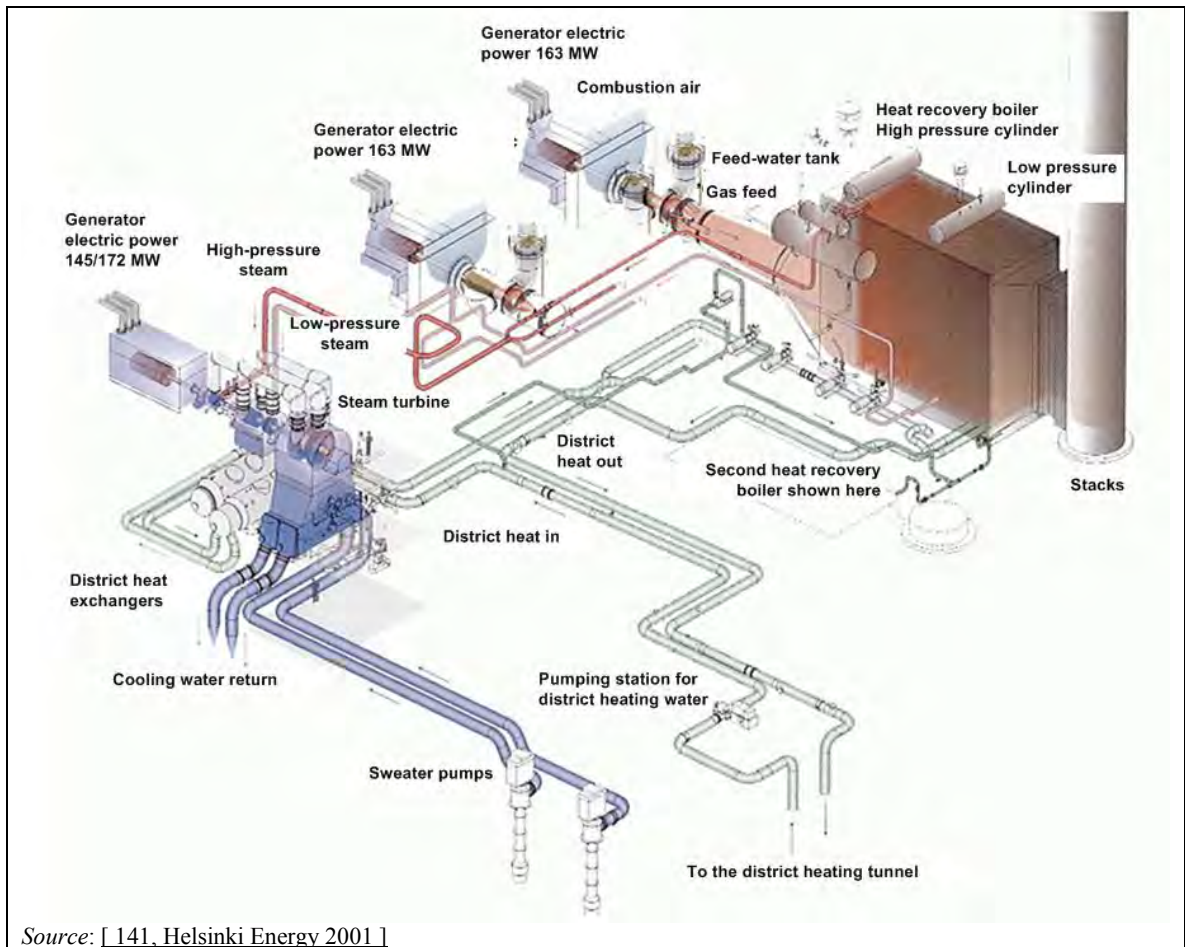 Generator electric
power 163 MW
Combustion air
Generator electric
power 163 MW
Heat recovery boiler
High pressure cylinder
Feed-water tank
Low pressure
cylinder
Gas feed
Generator
electric power
145/172 MW
High-pressure
steam
Low-pressure
steam
Steam turbine
District
heat out
Second heat recovery
boiler shown here
Stacks
District heat in
District heat
exchangers
Cooling water return
Pumping station for
district heating water
Sweater pumps
To the district heating tunnel
Source: [ 141, Helsinki Energy 2001 ]